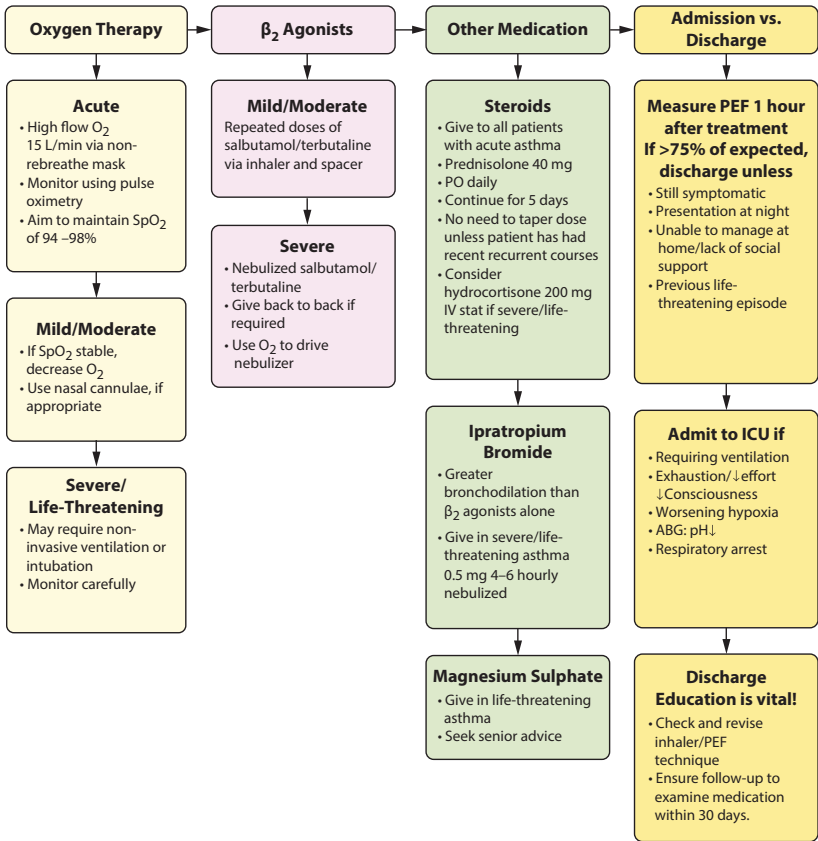 Oxygen Therapy
β2 Agonists
Other Medication
Admission vs.
Discharge
Acute
• High flow O2
15 L/min via non-
rebreathe mask
• Monitor using pulse
oximetry
• Aim to maintain SpO2
of 94 –98%
Mild/Moderate
• If SpO2 stable,
decrease O2
• Use nasal cannulae, if
appropriate
Severe/
Life-Threatening
• May require non-
invasive ventilation or
intubation
• Monitor carefully
Mild/Moderate
Repeated doses of
salbutamol/terbutaline
via inhaler and spacer
Severe
• Nebulized salbutamol/
terbutaline
• Give back to back if
required
• Use O2 to drive
nebulizer
Steroids
• Give to all patients
with acute asthma
• Prednisolone 40 mg
• PO daily
• Continue for 5 days
• No need to taper dose
unless patient has had
recent recurrent courses
• Consider
hydrocortisone 200 mg
IV stat if severe/life-
threatening
Ipratropium
Bromide
• Greater
bronchodilation than
β2 agonists alone
• Give in severe/life-
threatening asthma
0.5 mg 4–6 hourly
nebulized
Magnesium Sulphate
• Give in life-threatening
asthma
• Seek senior advice
Measure PEF 1 hour
after treatment
If >75% of expected,
discharge unless
• Still symptomatic
• Presentation at night
• Unable to manage at
home/lack of social
support
• Previous life-
threatening episode
Admit to ICU if
• Requiring ventilation
• Exhaustion/↓effort
↓Consciousness
• Worsening hypoxia
• ABG: pH↓
• Respiratory arrest
Discharge
Education is vital!
• Check and revise
inhaler/PEF
technique
• Ensure follow-up to
examine medication
within 30 days.